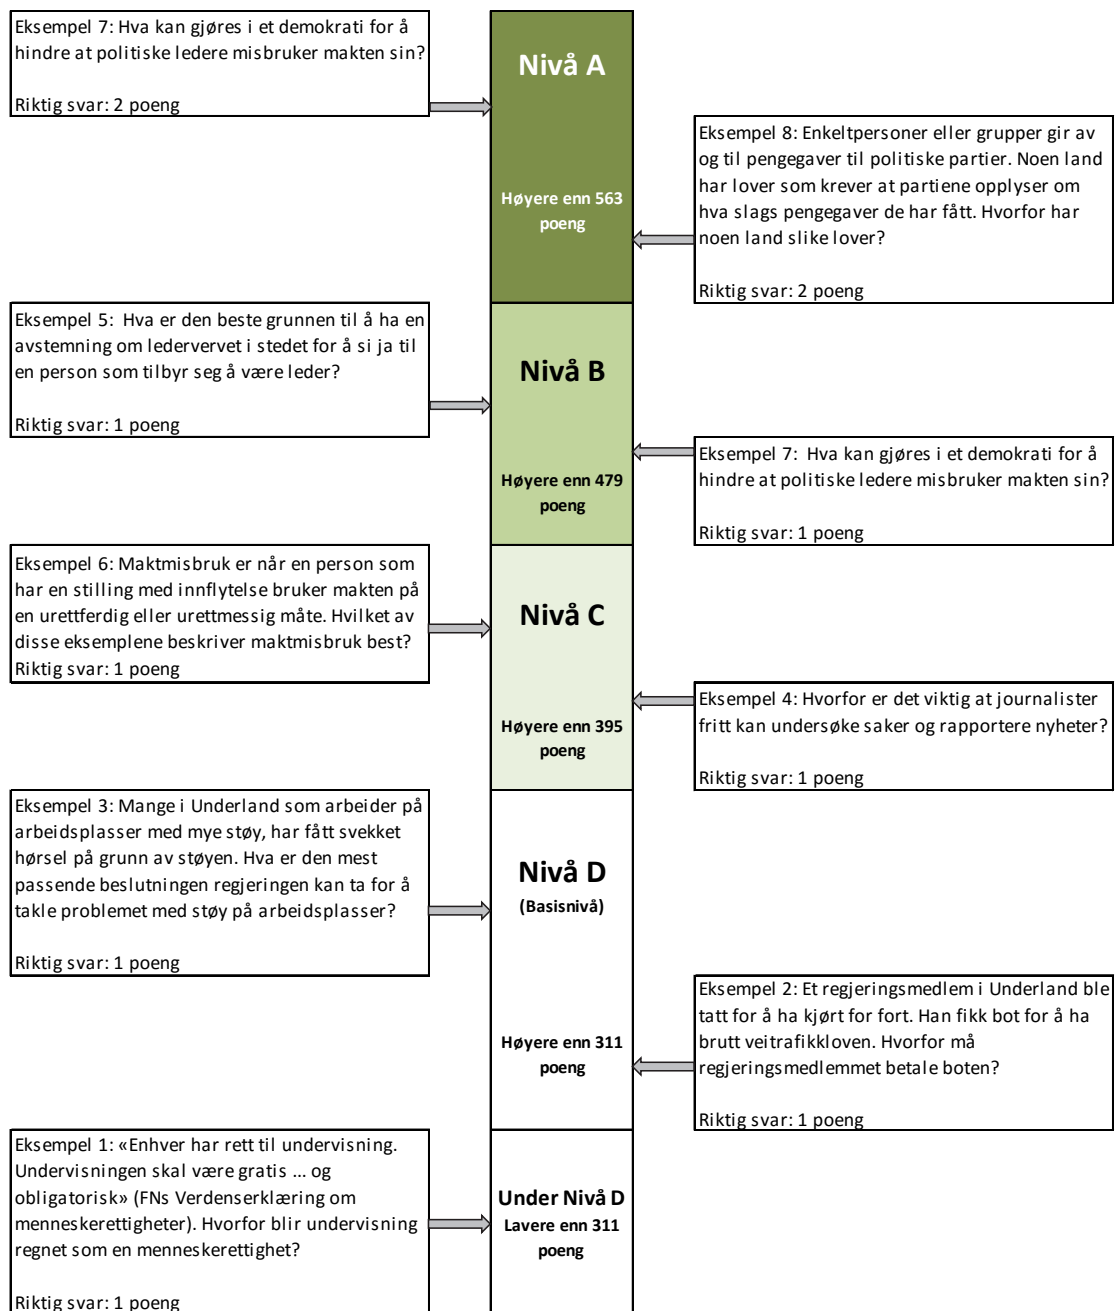 Eksempel 7: Hva kan gjøres i et demokrati for å
hindre at politiske ledere misbruker makten sin?
Riktig svar: 2 poeng
Nivå A
Høyere enn 563
poeng
Eksempel 8: Enkeltpersoner eller grupper gir av
og til pengegaver til politiske partier. Noen land
har lover som krever at partiene opplyser om
hva slags pengegaver de har fått. Hvorfor har
noen land slike lover?
Riktig svar: 2 poeng
Eksempel 5: Hva er den beste grunnen til å ha en
avstemning om ledervervet i stedet for å si ja til
en person som tilbyr seg å være leder?
Riktig svar: 1 poeng
Nivå B
Høyere enn 479
poeng
Eksempel 7: Hva kan gjøres i et demokrati for å
hindre at politiske ledere misbruker makten sin?
Riktig svar: 1 poeng
Eksempel 6: Maktmisbruk er når en person som
har en stilling med innflytelse bruker makten på
en urettferdig eller urettmessig måte. Hvilket av
disse eksemplene beskriver maktmisbruk best?
Riktig svar: 1 poeng
Nivå C
Høyere enn 395
poeng
Eksempel 4: Hvorfor er det viktig at journalister
fritt kan undersøke saker og rapportere nyheter?
Riktig svar: 1 poeng
Eksempel 3: Mange i Underland som arbeider på
arbeidsplasser med mye støy, har fått svekket
hørsel på grunn av støyen. Hva er den mest
passende beslutningen regjeringen kan ta for å
takle problemet med støy på arbeidsplasser?
Riktig svar: 1 poeng
Nivå D
(Basisnivå)
Høyere enn 311
poeng
Eksempel 2: Et regjeringsmedlem i Underland ble
tatt for å ha kjørt for fort. Han fikk bot for å ha
brutt veitrafikkloven. Hvorfor må
regjeringsmedlemmet betale boten?
Riktig svar: 1 poeng
Eksempel 1: «Enhver har rett til undervisning.
Undervisningen skal være gratis ... og
obligatorisk» (FNs Verdenserklæring om
menneskerettigheter). Hvorfor blir undervisning
regnet som en menneskerettighet?
Riktig svar: 1 poeng
Under Nivå D
Lavere enn 311
poeng